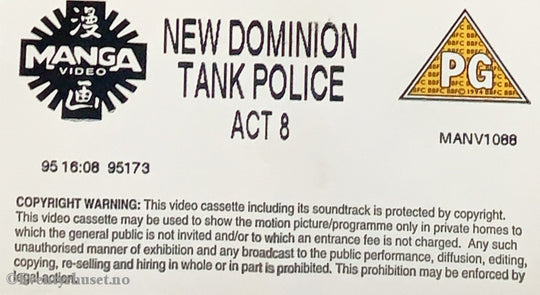 漫
MANGA
VIDEO
画
NEW DOMINION
TANK POLICE
ACT 8
PG
MANV1088
95 16:08 95173
COPYRIGHT WARNING: This video cassette including its soundtrack is protected by copyright.
This video cassette may be used to show the motion picture/programme only in private homes to
which the general public is not invited and/or to which an entrance fee is not charged. Any such
unauthorised manner of exhibition and any broadcast to the public performance, diffusion, editing,
copying, re-selling and hiring in whole or in part is prohibited. This prohibition may be enforced by
legal action.